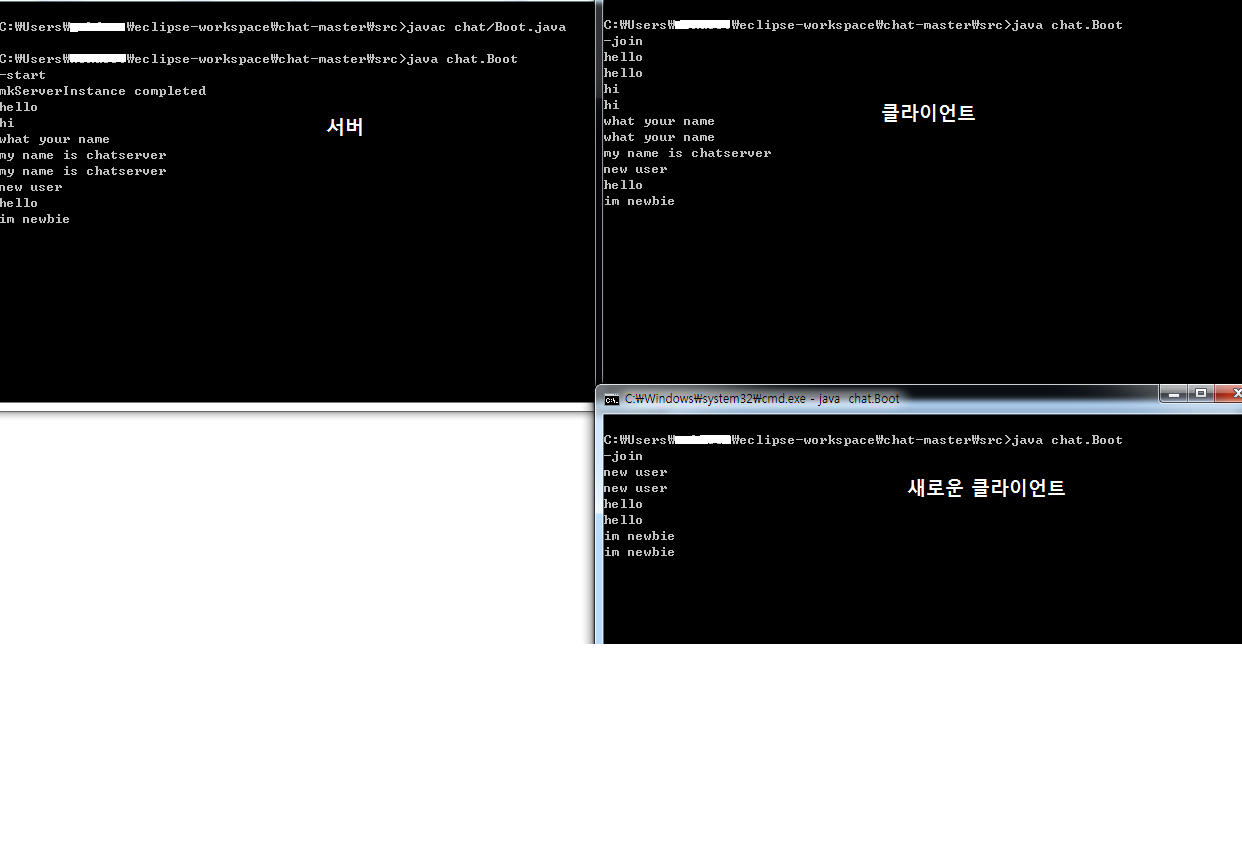 C:₩Users₩ ₩eclipse-workspace₩chat-master₩src>javac chat/Boot.java
C:₩Users₩ ₩eclipse-workspace₩chat-master₩src>java chat.Boot
-start
mkServerInstance completed
hello
hi
what your name
my name is chatserver
my name is chatserver
new user
hello
im newbie
서버
C:₩Users₩ ₩eclipse-workspace₩chat-master₩src>java chat.Boot
-join
hello
hello
hi
hi
what your name
what your name
my name is chatserver
new user
hello
im newbie
클라이언트
C:₩Windows₩system32₩cmd.exe - java chat.Boot
C:₩Users₩ ₩eclipse-workspace₩chat-master₩src>java chat.Boot
-join
new user
new user
hello
hello
im newbie
im newbie
새로운 클라이언트